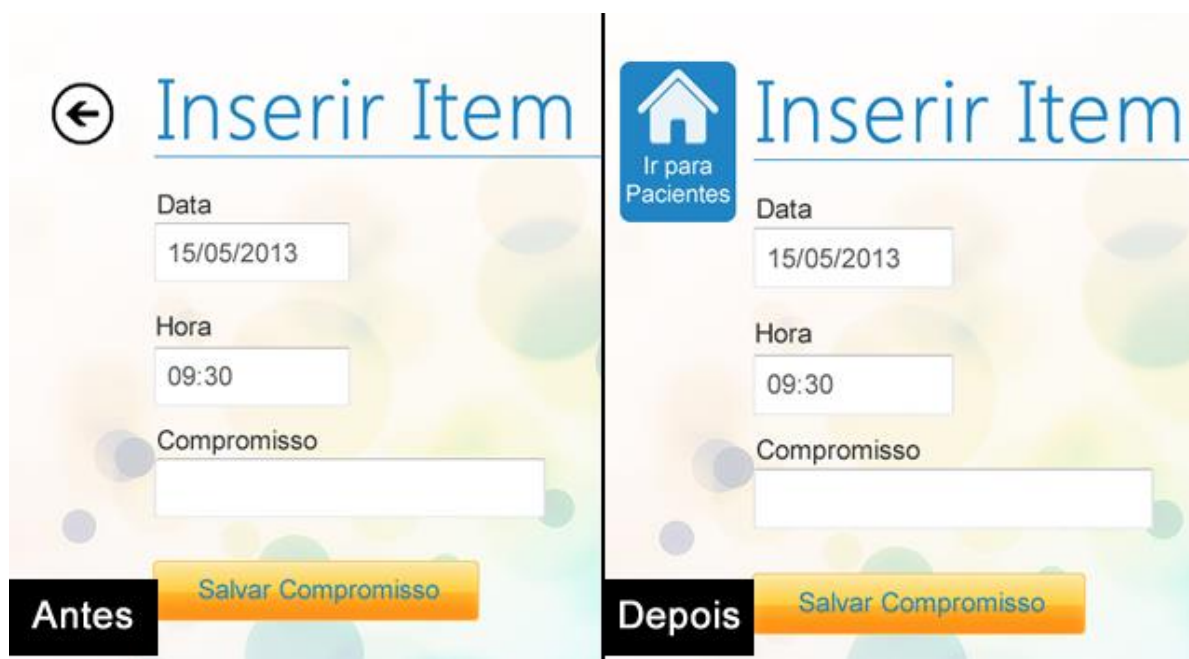 Inserir Item
Data
15/05/2013
Hora
09:30
Compromisso
Salvar Compromisso
Antes
Ir para
Pacientes
Inserir Item
Data
15/05/2013
Hora
09:30
Compromisso
Salvar Compromisso
Depois